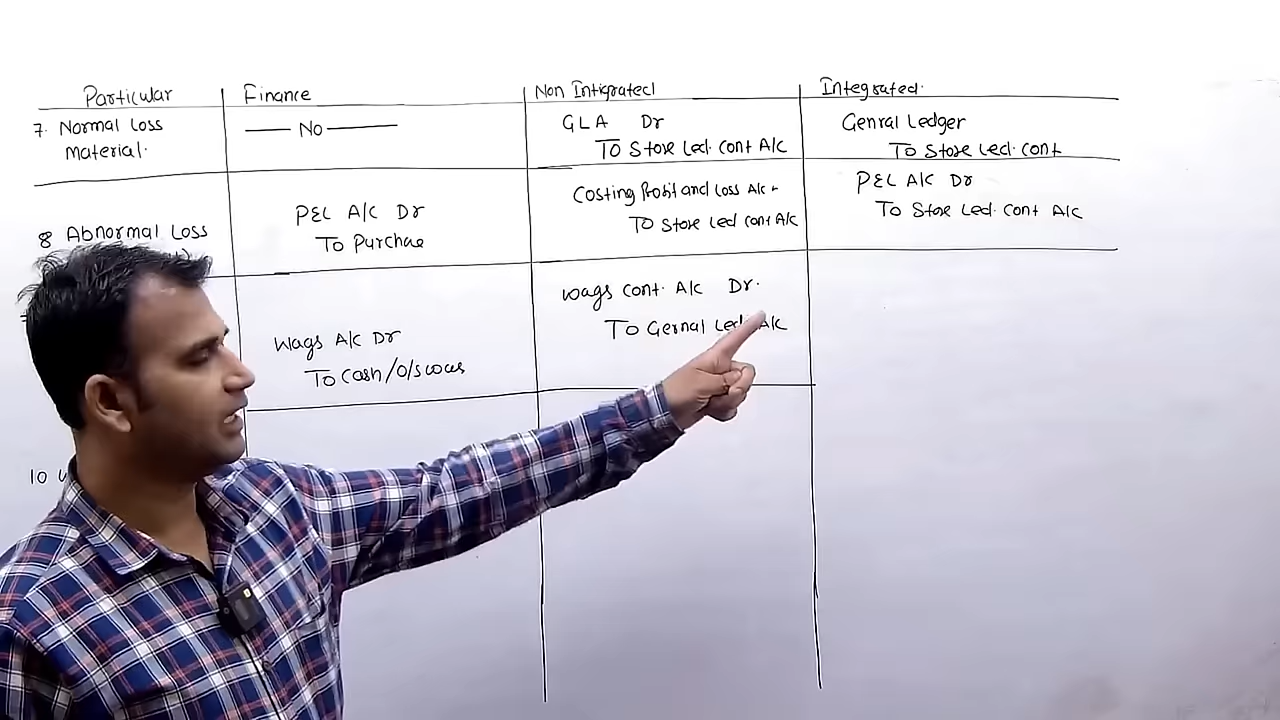 Particular Finance Non Intigrated Integrated.
7. Normal Loss Material. — No — GLA Dr To Store Led. Cont A/c Genral Ledger To Store Led. Cont
8 Abnormal Loss P&L A/c Dr To Purchase Costing Profit and Loss A/c To Store Led Cont A/c P&L A/c Dr To Store Led. Cont A/c
Wags A/c Dr To Cash/O/S Wags Cont. A/c Dr. To Gernal Led. A/c
10